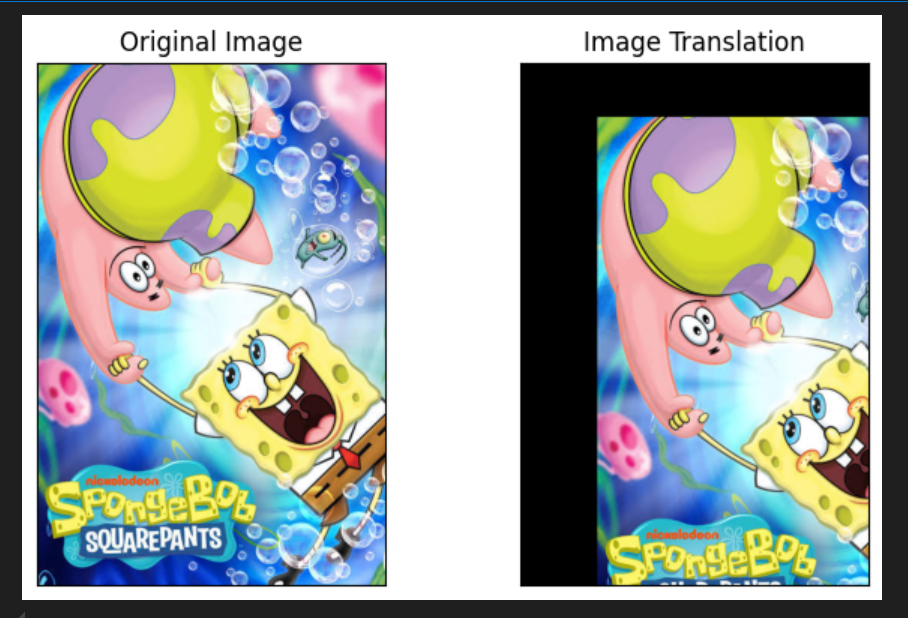 Original Image
Image Translation
nickelodeon
SPONGEBOB
SQUAREPANTS
nickelodeon
SPONGEBOB